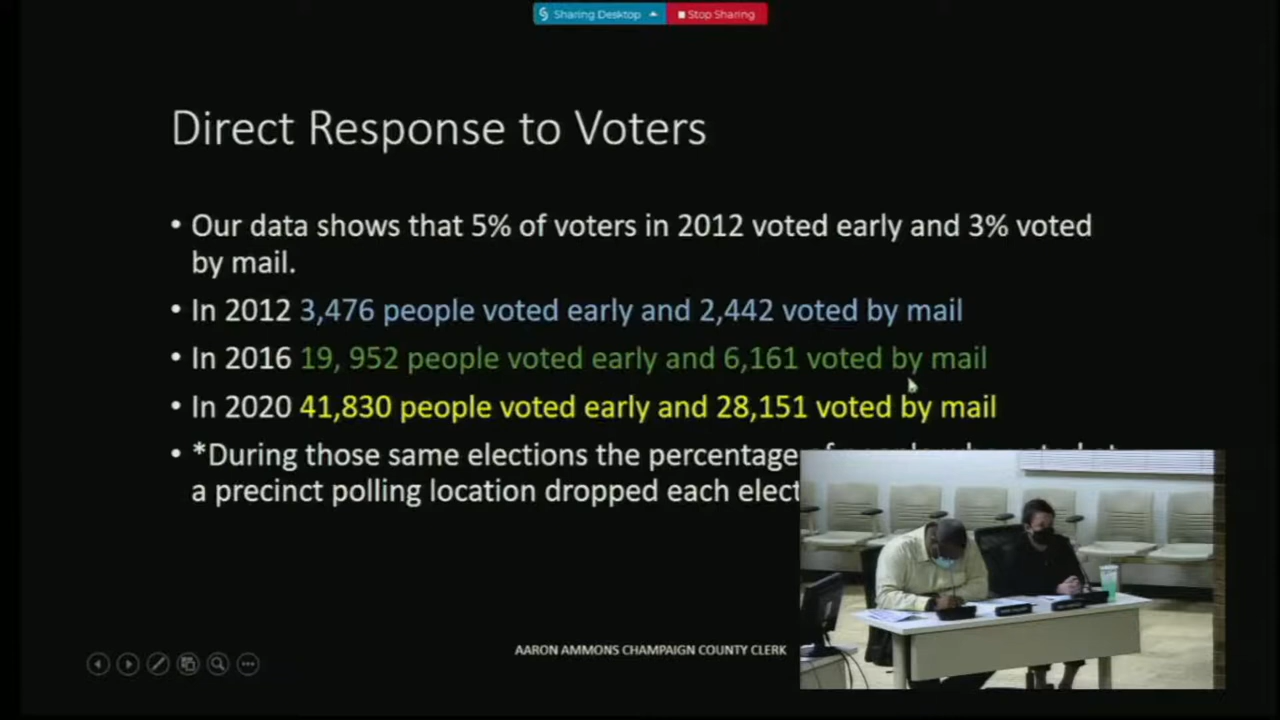 Sharing Desktop
Stop Sharing
Direct Response to Voters
• Our data shows that 5% of voters in 2012 voted early and 3% voted
by mail.
• In 2012 3,476 people voted early and 2,442 voted by mail
• In 2016 19, 952 people voted early and 6,161 voted by mail
• In 2020 41,830 people voted early and 28,151 voted by mail
• *During those same elections the percentage
a precinct polling location dropped each elect
AARON AMMONS CHAMPAIGN COUNTY CLERK